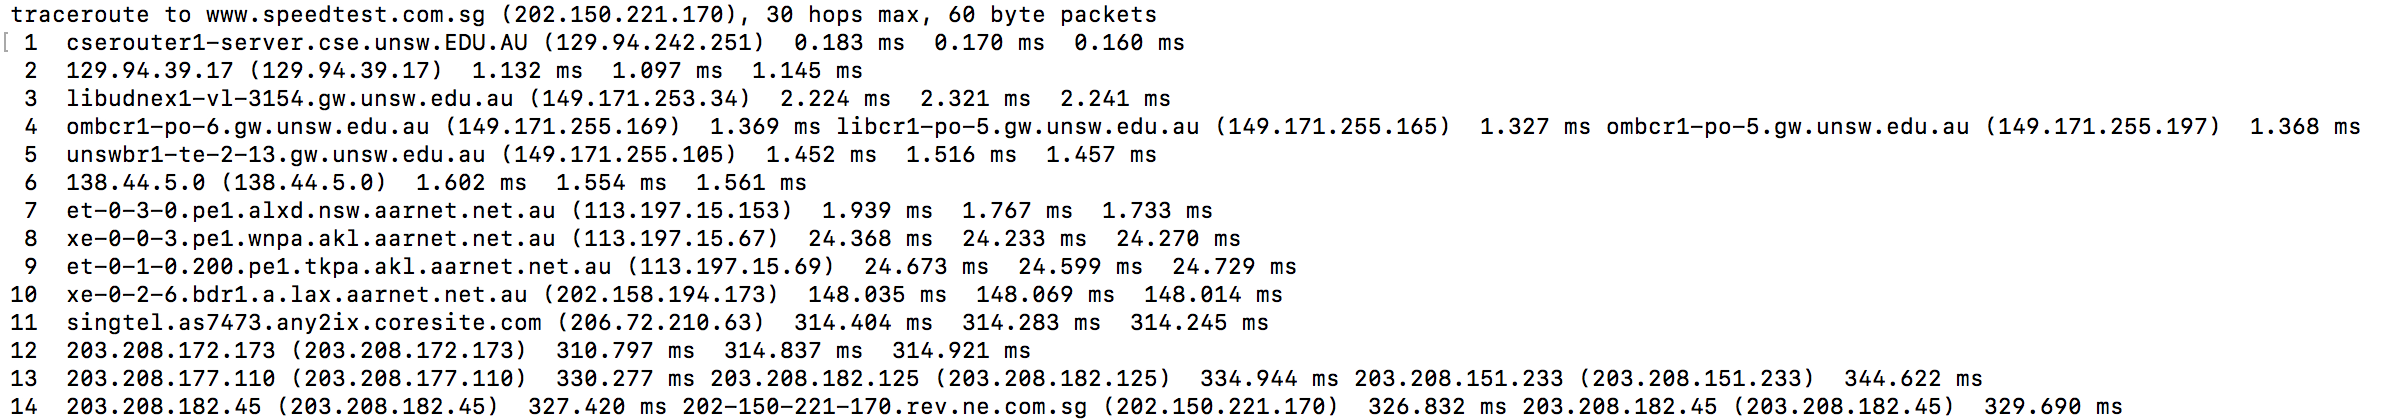 traceroute to www.speedtest.com.sg (202.150.221.170), 30 hops max, 60 byte packets
[ 1  cserouter1-server.cse.unsw.EDU.AU (129.94.242.251)  0.183 ms  0.170 ms  0.160 ms
2  129.94.39.17 (129.94.39.17)  1.132 ms  1.097 ms  1.145 ms
3  libudnex1-vl-3154.gw.unsw.edu.au (149.171.253.34)  2.224 ms  2.321 ms  2.241 ms
4  ombcr1-po-6.gw.unsw.edu.au (149.171.255.169)  1.369 ms libcr1-po-5.gw.unsw.edu.au (149.171.255.165)  1.327 ms ombcr1-po-5.gw.unsw.edu.au (149.171.255.197)  1.368 ms
5  unswbr1-te-2-13.gw.unsw.edu.au (149.171.255.105)  1.452 ms  1.516 ms  1.457 ms
6  138.44.5.0 (138.44.5.0)  1.602 ms  1.554 ms  1.561 ms
7  et-0-3-0.pe1.alxd.nsw.aarnet.net.au (113.197.15.153)  1.939 ms  1.767 ms  1.733 ms
8  xe-0-0-3.pe1.wnpa.akl.aarnet.net.au (113.197.15.67)  24.368 ms  24.233 ms  24.270 ms
9  et-0-1-0.200.pe1.tkpa.akl.aarnet.net.au (113.197.15.69)  24.673 ms  24.599 ms  24.729 ms
10  xe-0-2-6.bdr1.a.lax.aarnet.net.au (202.158.194.173)  148.035 ms  148.069 ms  148.014 ms
11  singtel.as7473.any2ix.coresite.com (206.72.210.63)  314.404 ms  314.283 ms  314.245 ms
12  203.208.172.173 (203.208.172.173)  310.797 ms  314.837 ms  314.921 ms
13  203.208.177.110 (203.208.177.110)  330.277 ms 203.208.182.125 (203.208.182.125)  334.944 ms 203.208.151.233 (203.208.151.233)  344.622 ms
14  203.208.182.45 (203.208.182.45)  327.420 ms 202-150-221-170.rev.ne.com.sg (202.150.221.170)  326.832 ms 203.208.182.45 (203.208.182.45)  329.690 ms